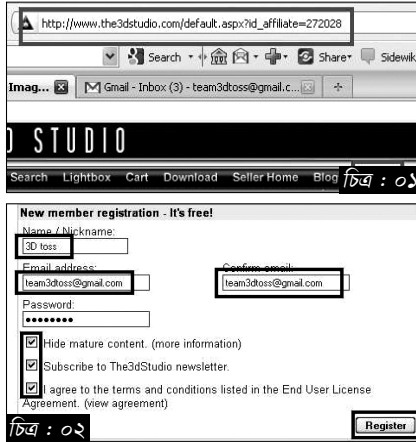 http://www.the3dstudio.com/default.aspx?id_affiliate=272028
Search Share Sidewik
Imag... Gmail - Inbox (3) - team3dtoss@gmail.c...
STUDIO
Search Lightbox Cart Download Seller Home Blog
চিত্র : ০১
New member registration - It's free!
Name / Nickname:
3D toss
Email address: Confirm email:
team3dtoss@gmail.com team3dtoss@gmail.com
Password:
Hide mature content. (more information)
Subscribe to The3dStudio newsletter.
I agree to the terms and conditions listed in the End User License
Agreement. (view agreement)
চিত্র : ০২
Register